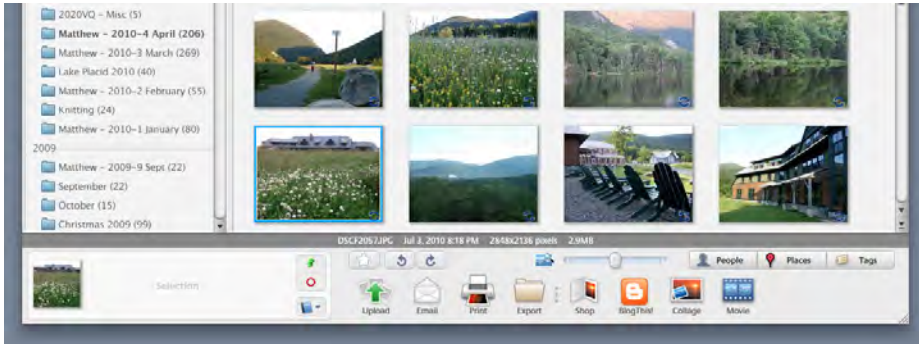 2020VQ - Misc (5)
Matthew - 2010-4 April (206)
Matthew - 2010-3 March (269)
Lake Placid 2010 (40)
Matthew - 2010-2 February (55)
Knitting (24)
Matthew - 2010-1 January (80)
2009
Matthew - 2009-9 Sept (22)
September (22)
October (15)
Christmas 2009 (99)
DSCF2057.JPG Jul 2, 2010 8:18 PM 2848x2136 pixels 2.9MB
People Places Tags
Selection
Upload Email Print Export Shop BlogThis! Collage Movie